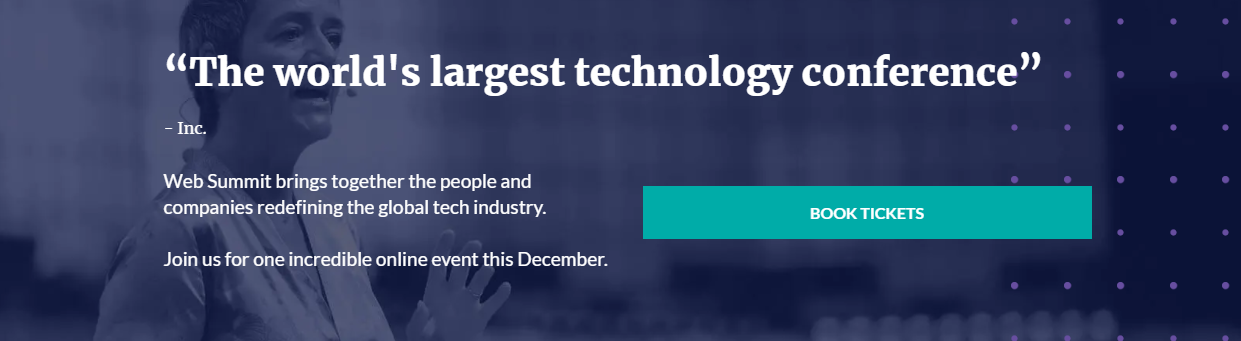 “The world's largest technology conference”
– Inc.
Web Summit brings together the people and
companies redefining the global tech industry.
BOOK TICKETS
Join us for one incredible online event this December.